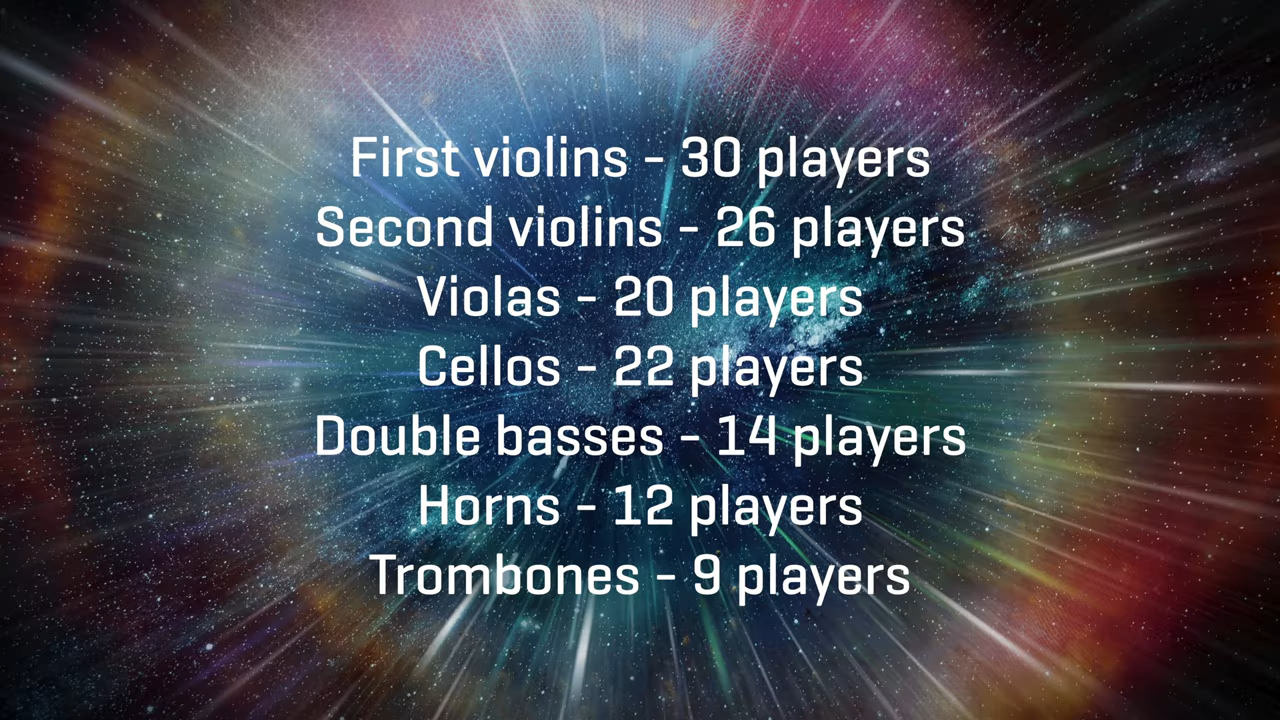 First violins - 30 players
Second violins - 26 players
Violas - 20 players
Cellos - 22 players
Double basses - 14 players
Horns - 12 players
Trombones - 9 players